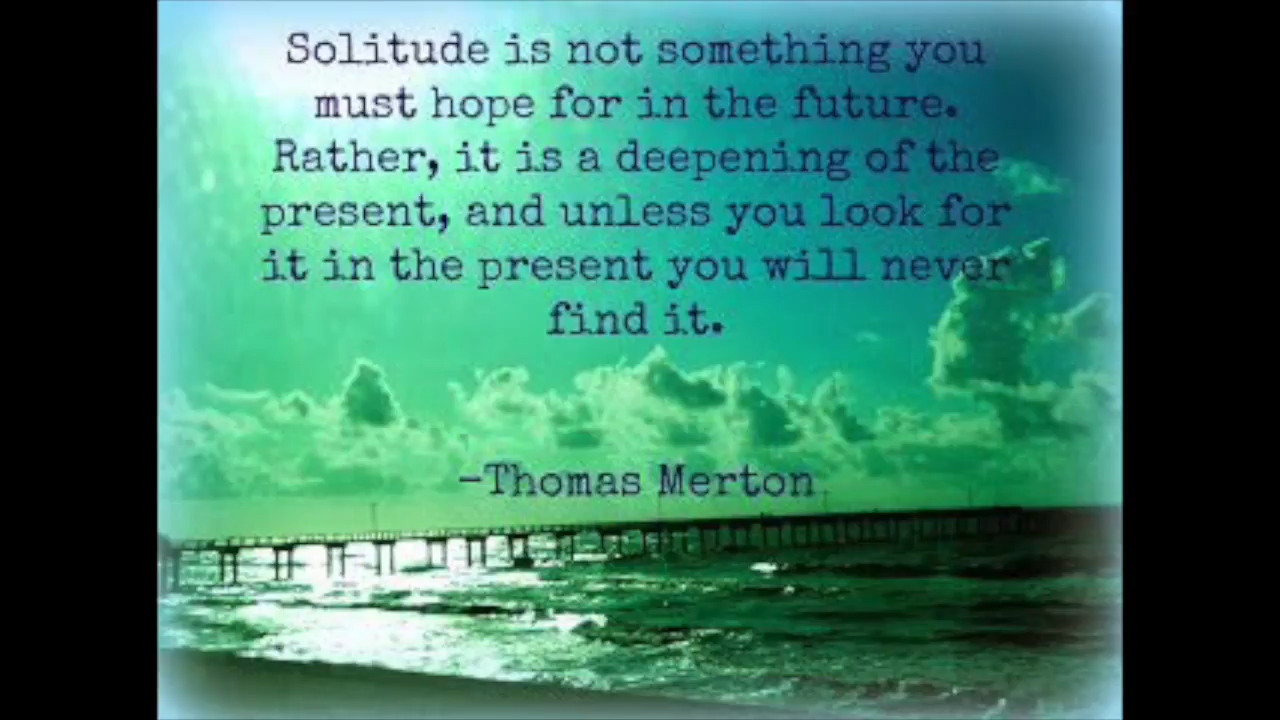 Solitude is not something you
must hope for in the future.
Rather, it is a deepening of the
present, and unless you look for
it in the present you will never
find it.
-Thomas Merton